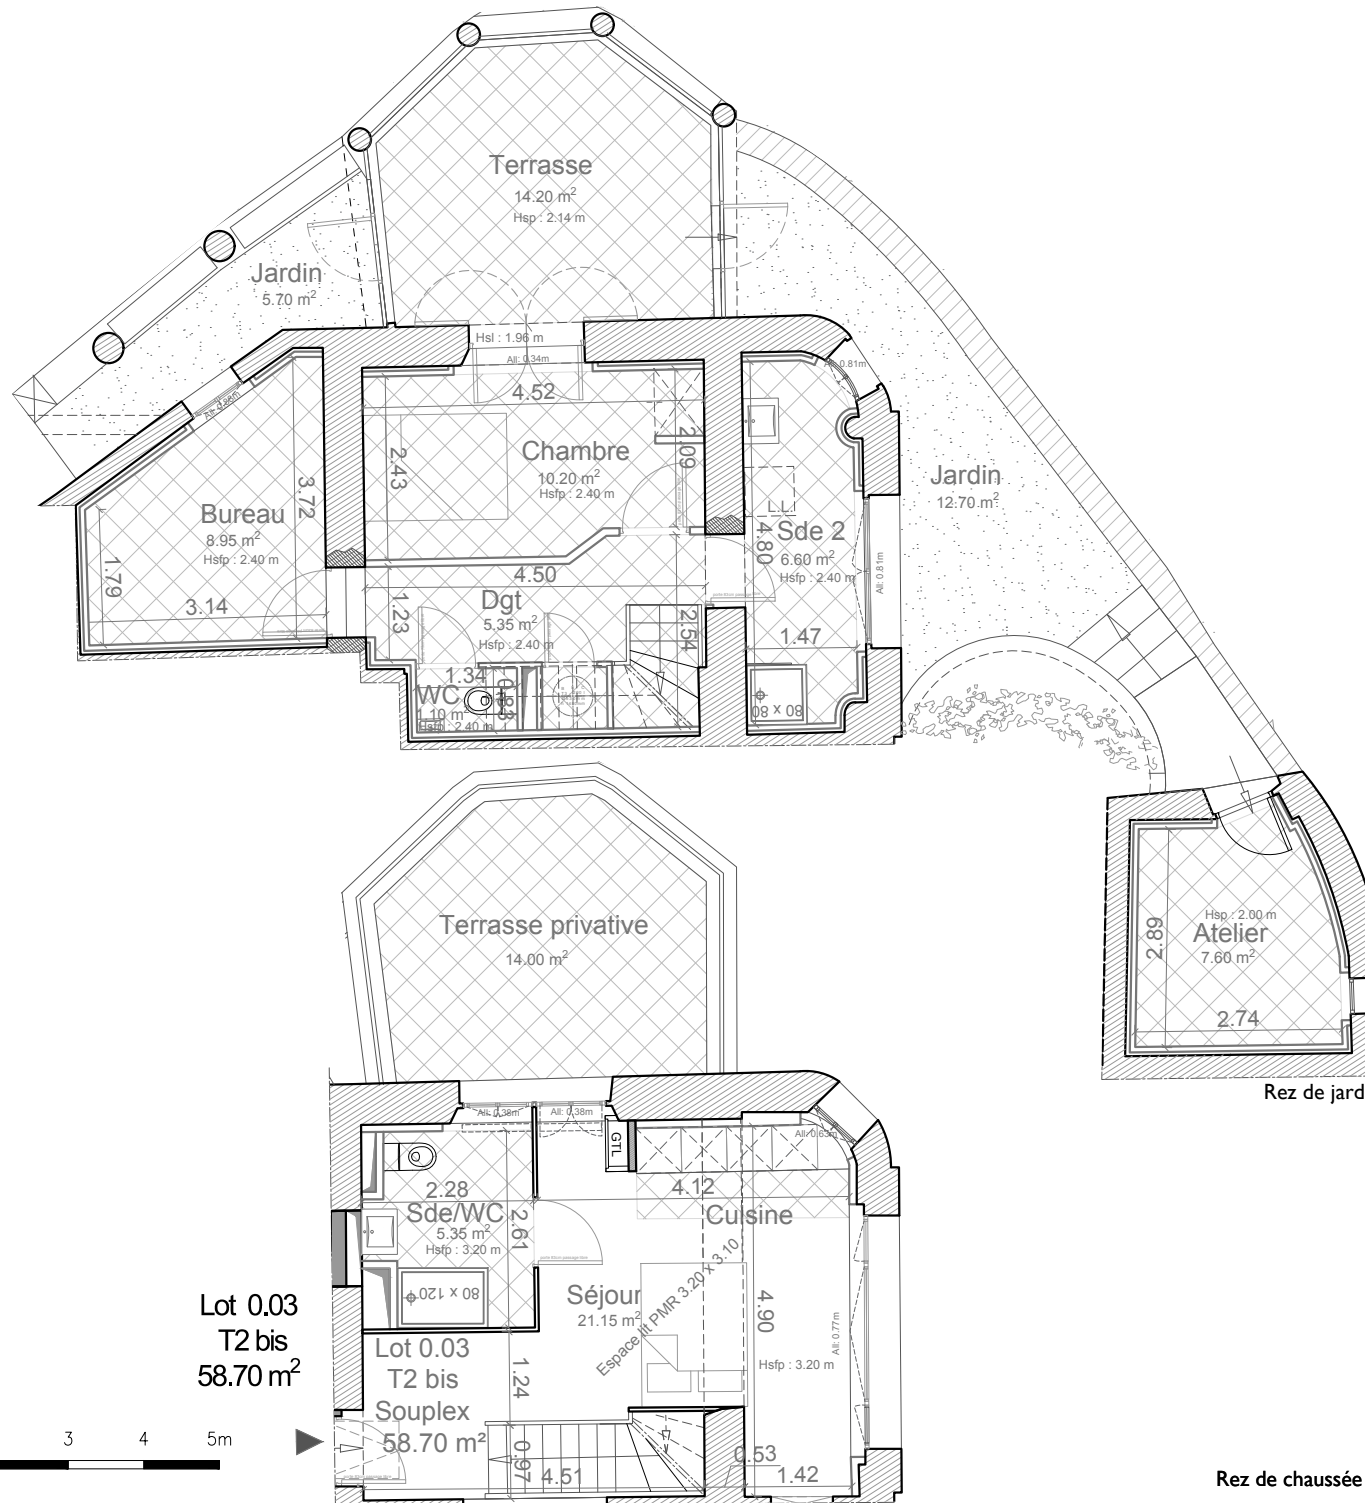 Terrasse
14.20 m²
Hsp : 2.14 m
Jardin
5.70 m²
Hsl : 1.96 m
All: 0.34m
4.52
Chambre
10.20 m²
Hsfp : 2.40 m
2.43
2.09
Bureau
8.95 m²
Hsfp : 2.40 m
3.72
1.79
3.14
L.L.
Sde 2
6.60 m²
Hsfp : 2.40 m
4.80
All: 0.81m
All: 0.81m
1.47
80 x 80
Jardin
12.70 m²
4.50
Dgt
5.35 m²
Hsfp : 2.40 m
1.23
2.54
1.34
WC
1.10 m²
Hsfp : 2.40 m
0.83
Terrasse privative
14.00 m²
Hsp : 2.00 m
Atelier
7.60 m²
2.89
2.74
Rez de jard
All: 0.38m
All: 0.38m
GTL
All: 0.63m
2.28
Sde/WC
5.35 m²
Hsfp : 3.20 m
2.61
4.12
Cuisine
80 x 120
Séjour
21.15 m²
Espace lit PMR 3.20 x 3.10
4.90
Hsfp : 3.20 m
All: 0.77m
Lot 0.03
T2 bis
58.70 m²
Lot 0.03
T2 bis
Souplex
58.70 m²
1.24
0.97
4.51
0.53
1.42
3 4 5m
Rez de chaussée